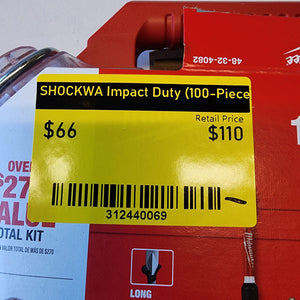 48-32-4082
SHOCKWA Impact Duty (100-Piece
Retail Price
$66
$110
312440069
OVER
$27
VALUE
TOTAL KIT
VALOR TOTAL DE MÁS DE $270
LONG
1